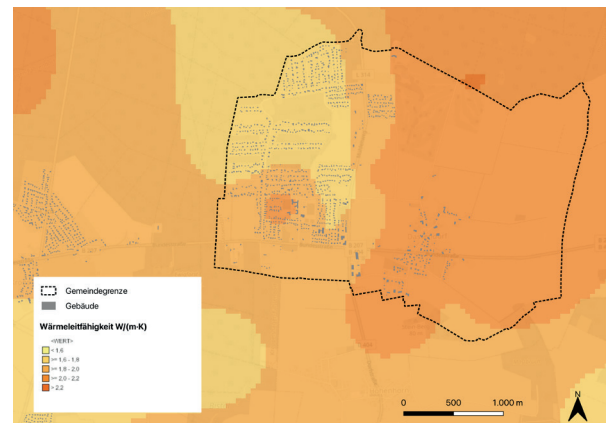 Gemeindegrenze
Gebäude
Wärmeleitfähigkeit W/(m·K)
<WERT>
< 1.6
>= 1,6 - 1,8
>= 1.8 - 2,0
>= 2.0 - 2.2
> 2.2
0 500 1.000 m
N